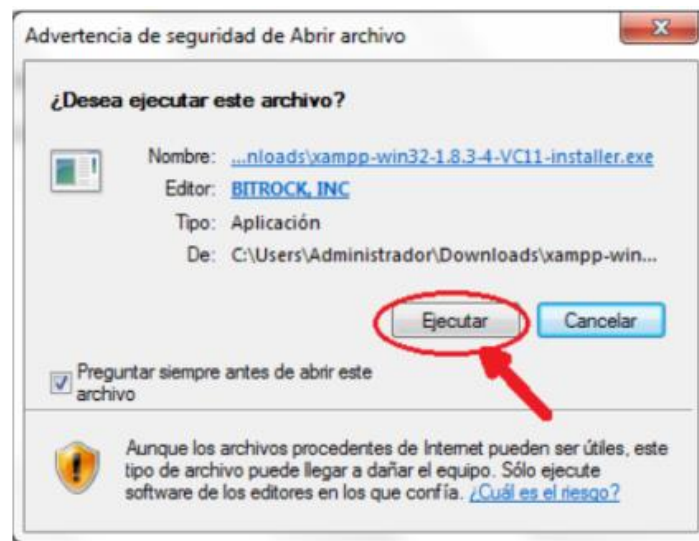 Advertencia de seguridad de Abrir archivo
¿Desea ejecutar este archivo?
Nombre: ...nloads\xampp-win32-1.8.3-4-VC11-installer.exe
Editor: BITROCK, INC
Tipo: Aplicación
De: C:\Users\Administrador\Downloads\xampp-win...
Ejecutar Cancelar
Preguntar siempre antes de abrir este
archivo
Aunque los archivos procedentes de Internet pueden ser útiles, este
tipo de archivo puede llegar a dañar el equipo. Sólo ejecute
software de los editores en los que confía. ¿Cuál es el riesgo?